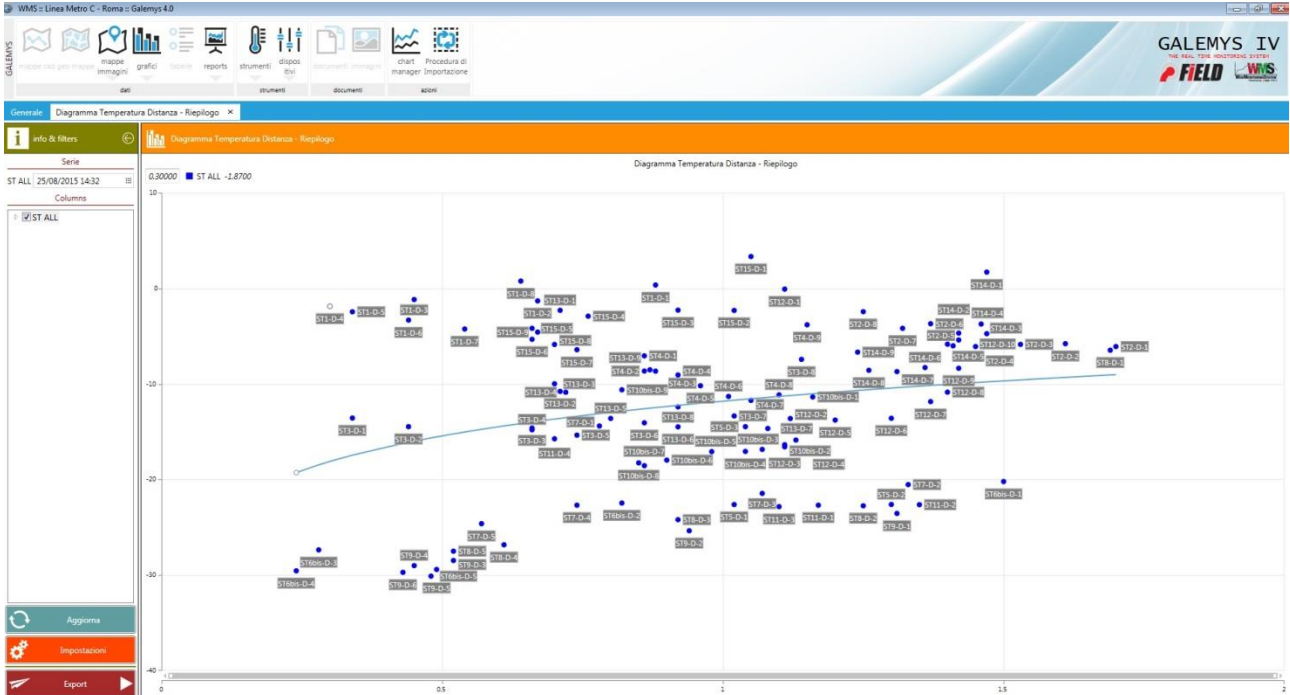 WMS :: Linea Metro C - Roma :: Galemys 4.0
GALEMYS
mappe cad geo mappe mappe immagini grafici tabelle reports strumenti dispos itivi documenti immagini chart manager Procedura di Importazione
dati strumenti documenti azioni
GALEMYS IV
THE REAL TIME MONITORING SYSTEM
FIELD WMS
Generale Diagramma Temperatura Distanza - Riepilogo ×
i info & filters
Diagramma Temperatura Distanza - Riepilogo
Serie
ST ALL 25/08/2015 14:32
Columns
ST ALL
Aggiorna
Impostazioni
Export
Diagramma Temperatura Distanza - Riepilogo
0.30000 ST ALL -1.8700
10
ST15-D-1
ST14-D-1
0
ST1-D-8 ST13-D-1 ST1-D-1 ST12-D-1
ST1-D-4 ST1-D-5 ST1-D-3 ST1-D-2 ST15-D-4 ST15-D-3 ST15-D-2 ST2-D-8 ST14-D-2 ST14-D-4
ST1-D-6 ST1-D-7 ST15-D-9 ST15-D-5 ST15-D-8 ST4-D-9 ST2-D-7 ST2-D-6 ST2-D-5 ST14-D-3
ST15-D-6 ST15-D-7 ST13-D-9 ST4-D-1 ST3-D-8 ST14-D-9 ST14-D-6 ST14-D-5 ST12-D-10 ST2-D-4 ST2-D-3 ST2-D-2 ST2-D-1 ST8-D-1
-10
ST13-D-4 ST13-D-3 ST13-D-2 ST4-D-2 ST10bis-D-9 ST4-D-3 ST4-D-4 ST4-D-5 ST4-D-6 ST4-D-7 ST4-D-8 ST10bis-D-1 ST14-D-8 ST14-D-7 ST12-D-9 ST12-D-8
ST3-D-1 ST3-D-2 ST3-D-4 ST3-D-3 ST7-D-1 ST13-D-5 ST3-D-5 ST3-D-6 ST13-D-8 ST13-D-6 ST5-D-3 ST3-D-7 ST13-D-7 ST12-D-2 ST12-D-5 ST12-D-6 ST12-D-7
ST11-D-4 ST10bis-D-7 ST10bis-D-8 ST10bis-D-6 ST10bis-D-5 ST10bis-D-3 ST10bis-D-4 ST12-D-3 ST10bis-D-2 ST12-D-4
-20
ST7-D-4 ST6bis-D-2 ST8-D-3 ST9-D-2 ST5-D-1 ST7-D-3 ST11-D-3 ST11-D-1 ST8-D-2 ST5-D-2 ST9-D-1 ST7-D-2 ST11-D-2 ST6bis-D-1
ST6bis-D-4 ST6bis-D-3 ST9-D-6 ST9-D-4 ST9-D-5 ST6bis-D-5 ST8-D-5 ST9-D-3 ST7-D-5 ST8-D-4
-30
-40
0 0.5 1 1.5 2